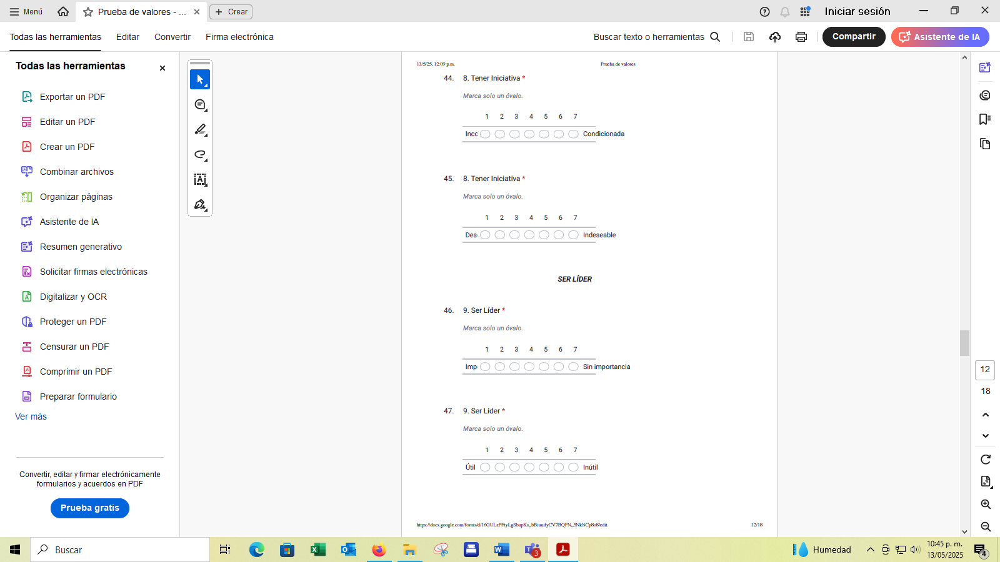 Menú
Prueba de valores - ...
Crear
Iniciar sesión
Todas las herramientas
Editar
Convertir
Firma electrónica
Buscar texto o herramientas
Compartir
Asistente de IA
Todas las herramientas
Exportar un PDF
Editar un PDF
Crear un PDF
Combinar archivos
Organizar páginas
Asistente de IA
Resumen generativo
Solicitar firmas electrónicas
Digitalizar y OCR
Proteger un PDF
Censurar un PDF
Comprimir un PDF
Preparar formulario
Ver más
Convertir, editar y firmar electrónicamente
formularios y acuerdos en PDF
Prueba gratis
13/5/25, 12:09 p.m.
Prueba de valores
44. 8. Tener Iniciativa *
Marca solo un óvalo.
1 2 3 4 5 6 7
Inco Condicionada
45. 8. Tener Iniciativa *
Marca solo un óvalo.
1 2 3 4 5 6 7
Des Indeseable
SER LÍDER
46. 9. Ser Líder *
Marca solo un óvalo.
1 2 3 4 5 6 7
Imp Sin importancia
47. 9. Ser Líder *
Marca solo un óvalo.
1 2 3 4 5 6 7
Útil Inútil
12/18
12
18
Buscar
3
Humedad
10:45 p. m.
13/05/2025
4